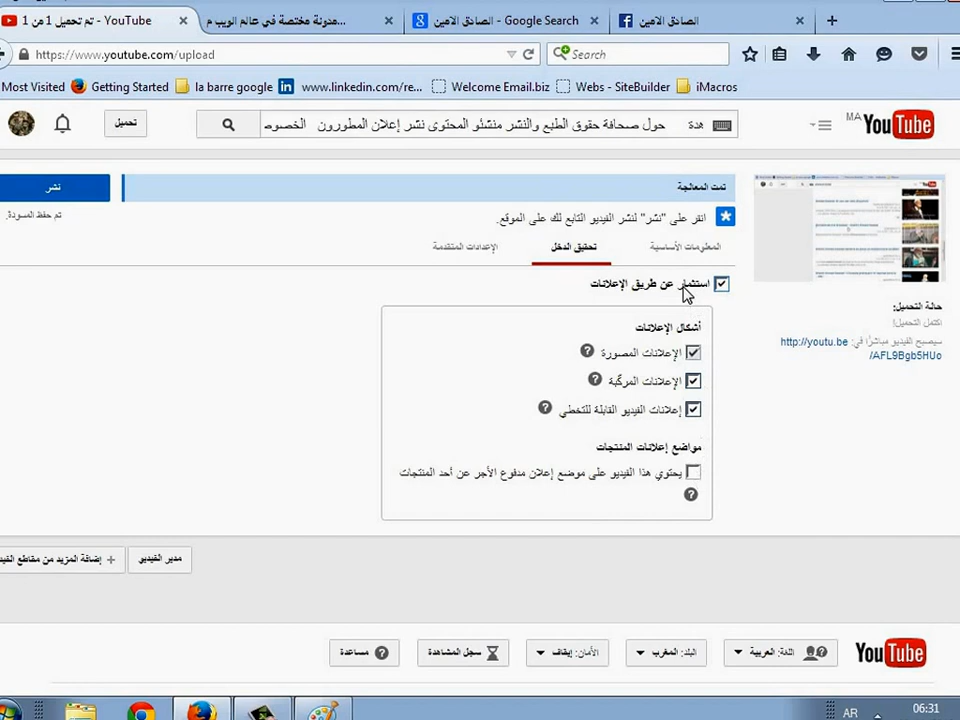 تم تحميل 1 من 1 - YouTube
مدونة مختصة في عالم الويب م...
الصادق الامين - Google Search
الصادق الامين
https://www.youtube.com/upload
Search
Most Visited
Getting Started
la barre google
www.linkedin.com/re...
Welcome Email.biz
Webs - SiteBuilder
iMacros
YouTube MA
هدة حول صحافة حقوق الطبع والنشر منشئو المحتوى نشر إعلان المطورون الخصوص
تحميل
تمت المعالجة
نشر
انقر على "نشر" لنشر الفيديو التابع لك على الموقع.
تم حفظ المسودة.
المعلومات الأساسية
تحقيق الدخل
الإعدادات المتقدمة
استثمار عن طريق الإعلانات
أشكال الإعلانات
الإعلانات المصورة
الإعلانات المركّبة
إعلانات الفيديو القابلة للتخطي
مواضع إعلانات المنتجات
يحتوي هذا الفيديو على موضع إعلان مدفوع الأجر عن أحد المنتجات
حالة التحميل:
اكتمل التحميل!
سيصبح الفيديو مباشرًا في: http://youtu.be
/AFL9Bgb5HUo
مدير الفيديو
+ إضافة المزيد من مقاطع الفيد
YouTube
اللغة: العربية
البلد: المغرب
الأمان: إيقاف
سجل المشاهدة
مساعدة
AR
06:31